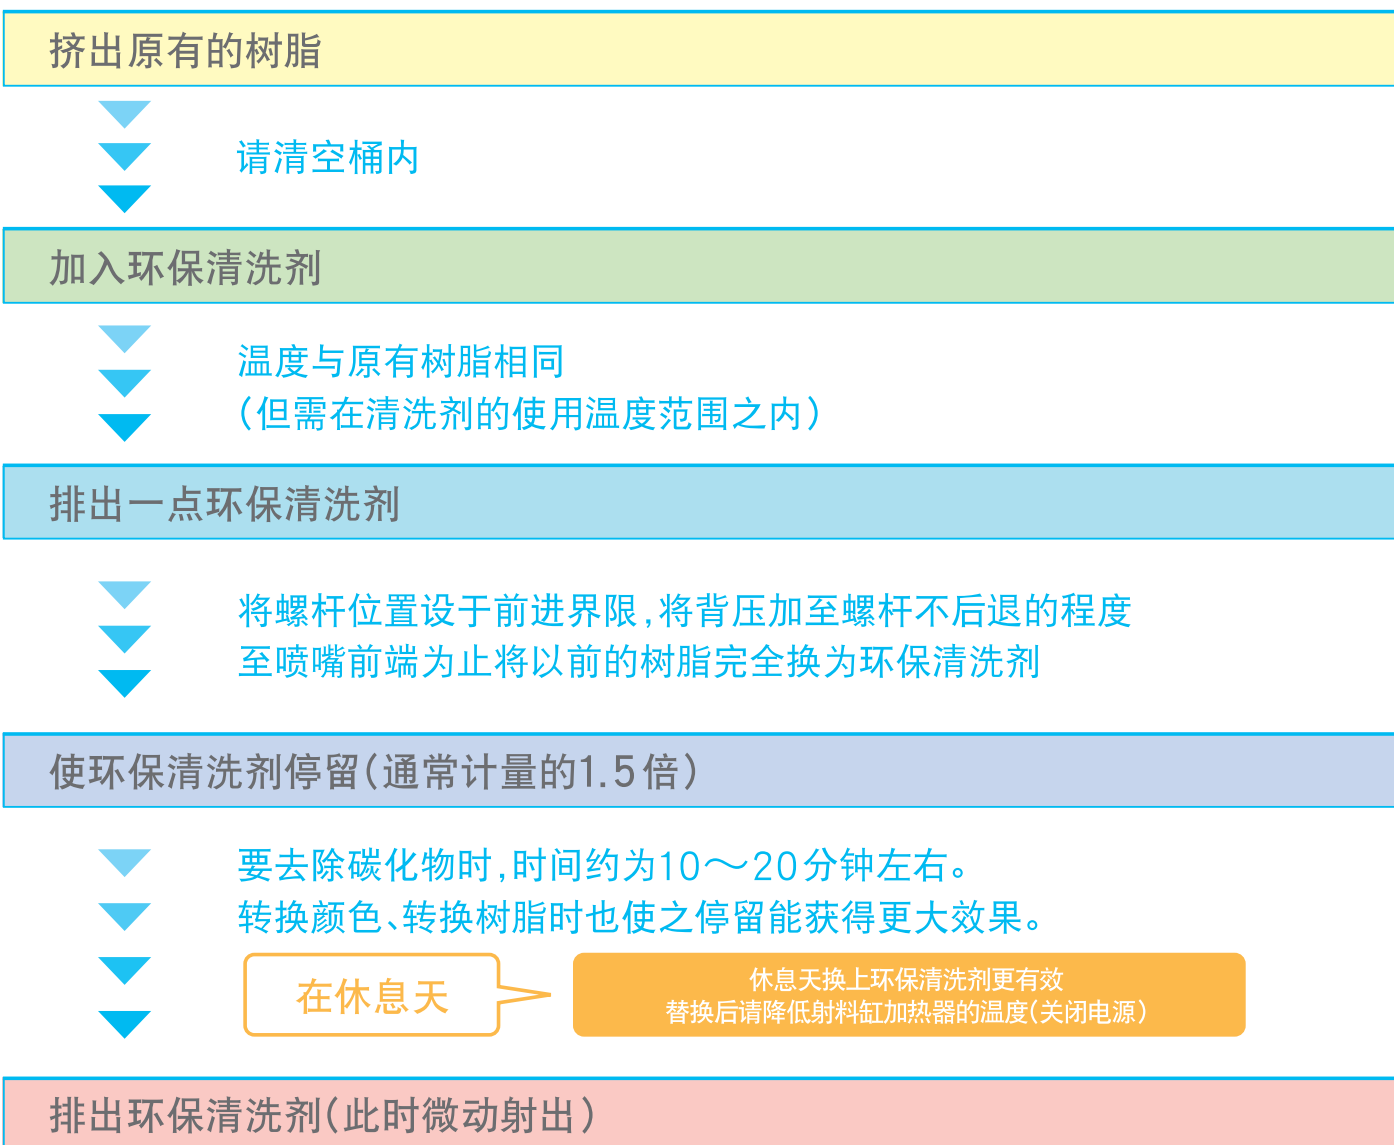 挤出原有的树脂
请清空桶内
加入环保清洗剂
温度与原有树脂相同
（但需在清洗剂的使用温度范围之内）
排出一点环保清洗剂
将螺杆位置设于前进界限,将背压加至螺杆不后退的程度
至喷嘴前端为止将以前的树脂完全换为环保清洗剂
使环保清洗剂停留(通常计量的1.5倍)
要去除碳化物时,时间约为10～20分钟左右。
转换颜色、转换树脂时也使之停留能获得更大效果。
在休息天
休息天换上环保清洗剂更有效
替换后请降低射料缸加热器的温度(关闭电源)
排出环保清洗剂(此时微动射出)